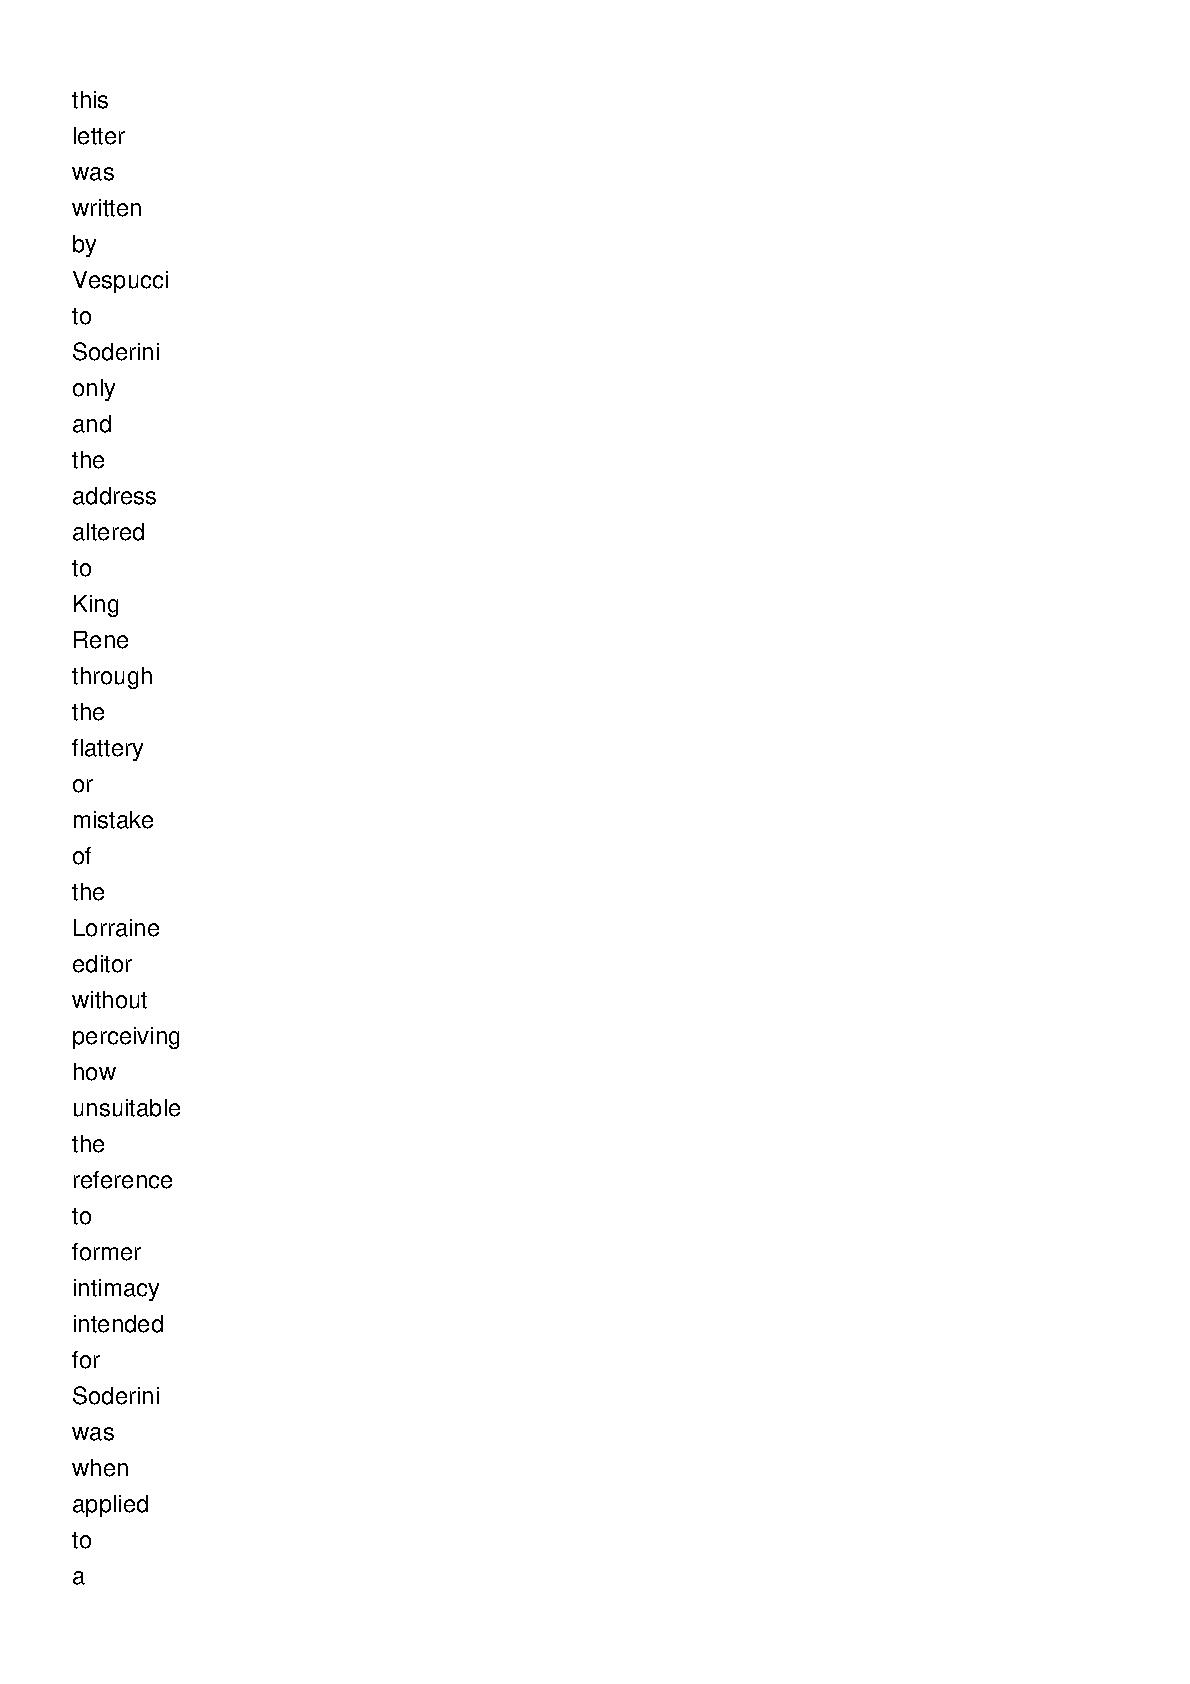 this
letter
was
written
by
Vespucci
to
Soderini
only
and
the
address
altered
to
King
Rene
through
the
flattery
or
mistake
of
the
Lorraine
editor
without
perceiving
how
unsuitable
the
reference
to
former
intimacy
intended
for
Soderini
was
when
applied
to
a